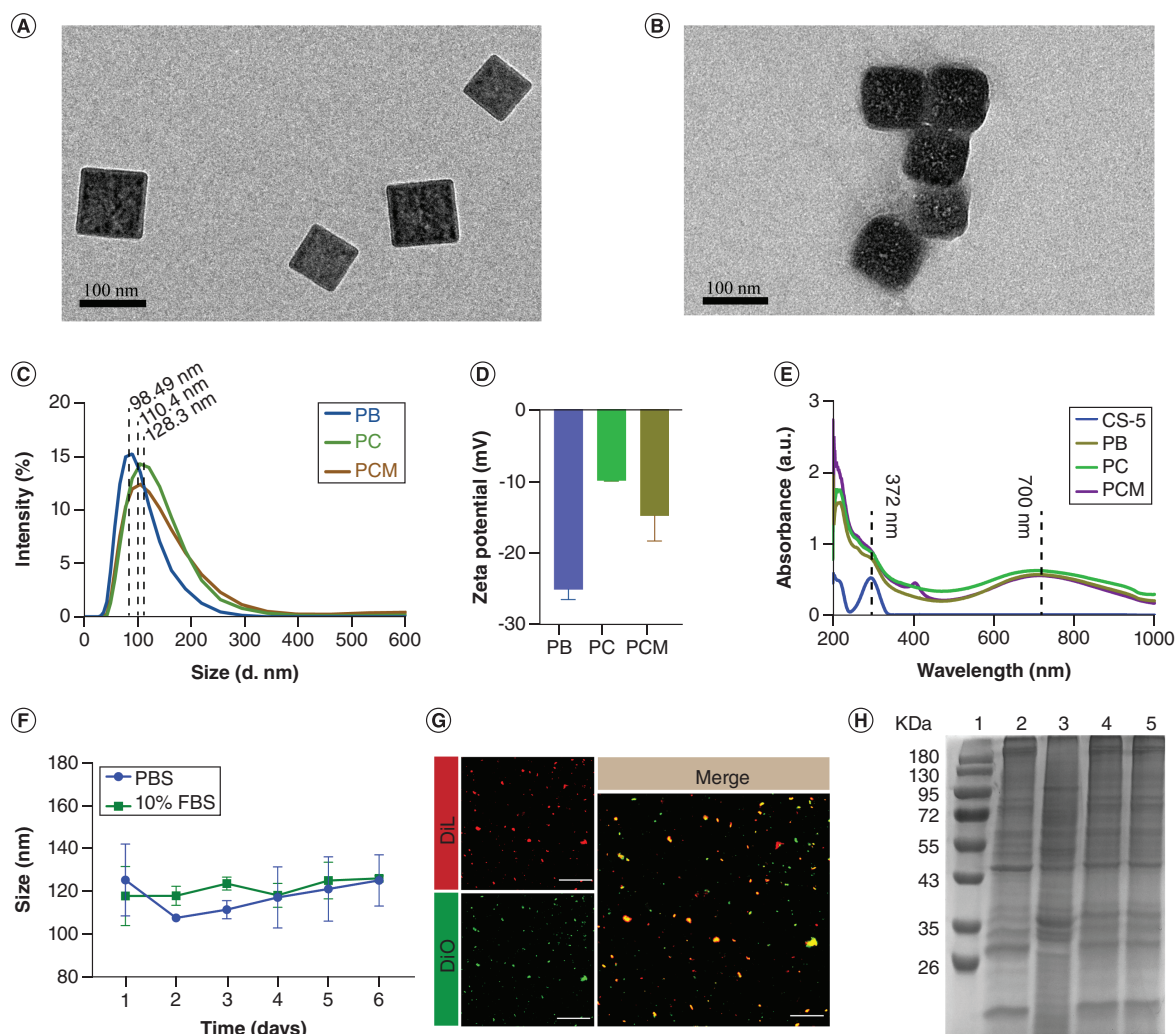 A
100 nm
B
100 nm
C
98.49 nm
110.4 nm
128.3 nm
20
15
10
5
0
Intensity (%)
0 100 200 300 400 500 600
Size (d. nm)
PB
PC
PCM
D
0
-10
-20
-30
Zeta potential (mV)
PB PC PCM
E
3
2
1
0
Absorbance (a.u.)
372 nm
700 nm
CS-5
PB
PC
PCM
200 400 600 800 1000
Wavelength (nm)
F
180
160
140
120
100
80
Size (nm)
PBS
10% FBS
1 2 3 4 5 6
Time (days)
G
DiL
DiO
Merge
H
KDa 1 2 3 4 5
180
130
95
72
55
43
35
26